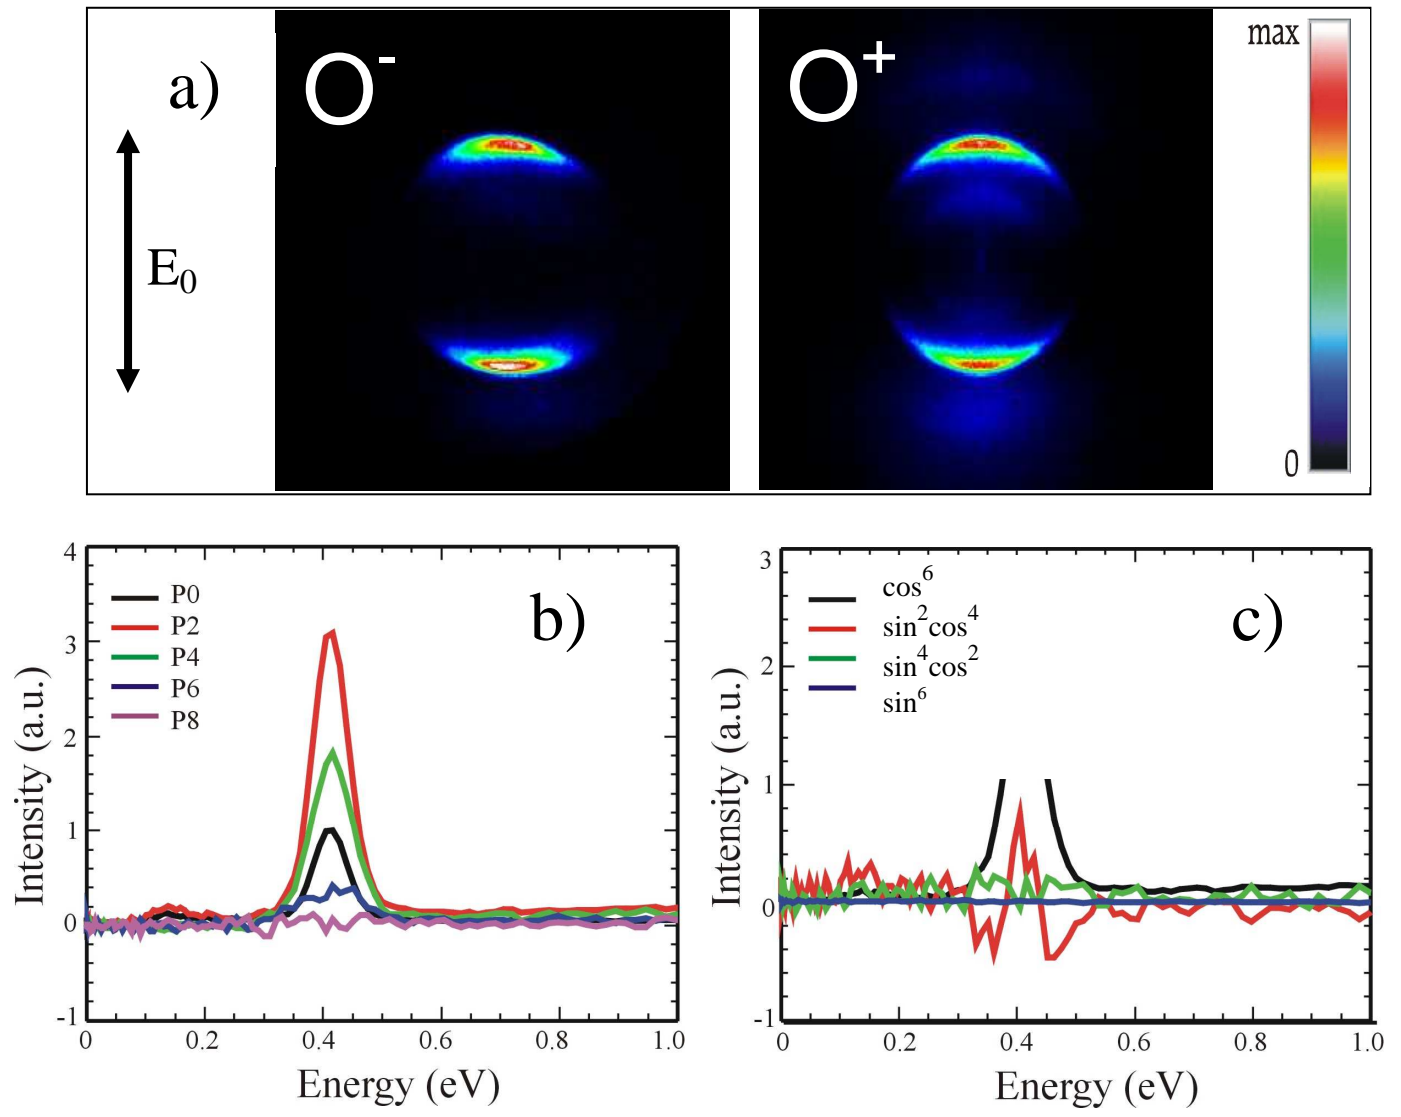 a)
E₀
O⁻
O⁺
max
0
b)
P0
P2
P4
P6
P8
4
3
2
1
0
-1
Intensity (a.u.)
0 0.2 0.4 0.6 0.8 1.0
Energy (eV)
c)
cos⁶
sin²cos⁴
sin⁴cos²
sin⁶
3
2
1
0
-1
Intensity (a.u.)
0 0.2 0.4 0.6 0.8 1.0
Energy (eV)